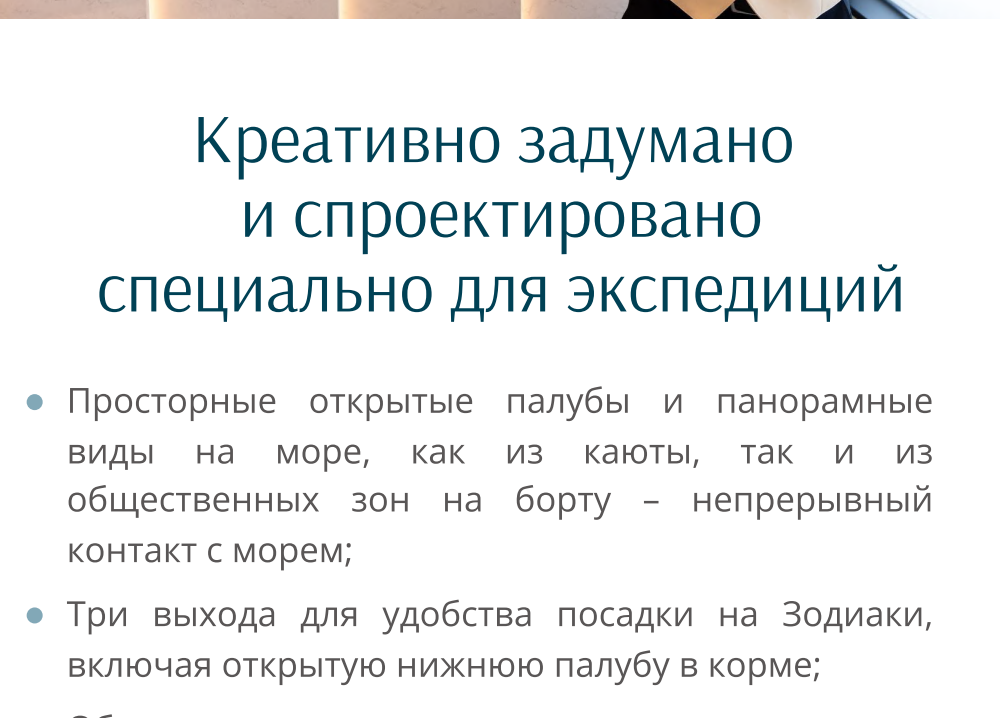 Креативно задумано
и спроектировано
специально для экспедиций
Просторные открытые палубы и панорамные
виды на море, как из каюты, так и из
общественных зон на борту – непрерывный
контакт с морем;
Три выхода для удобства посадки на Зодиаки,
включая открытую нижнюю палубу в корме;